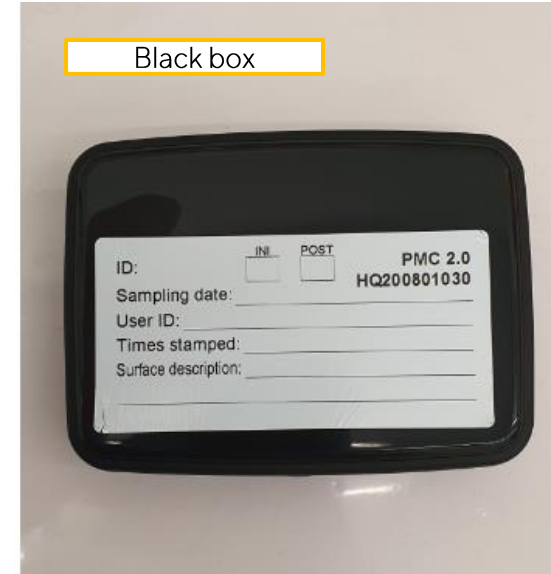 Black box
INI POST
ID:
PMC 2.0
HQ200801030
Sampling date:
User ID:
Times stamped:
Surface description: